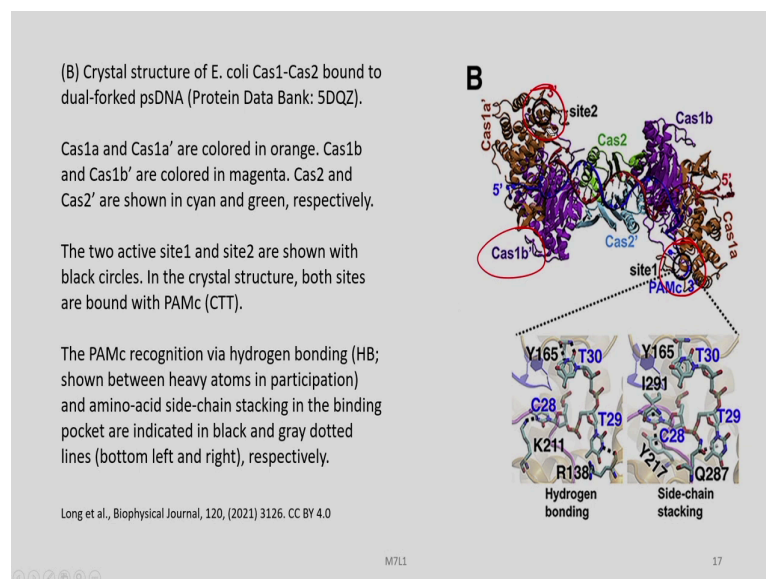 (B) Crystal structure of E. coli Cas1-Cas2 bound to
dual-forked psDNA (Protein Data Bank: 5DQZ).
Cas1a and Cas1a’ are colored in orange. Cas1b
and Cas1b’ are colored in magenta. Cas2 and
Cas2’ are shown in cyan and green, respectively.
The two active site1 and site2 are shown with
black circles. In the crystal structure, both sites
are bound with PAMc (CTT).
The PAMc recognition via hydrogen bonding (HB;
shown between heavy atoms in participation)
and amino-acid side-chain stacking in the binding
pocket are indicated in black and gray dotted
lines (bottom left and right), respectively.
Long et al., Biophysical Journal, 120, (2021) 3126. CC BY 4.0
B
3'
site2
Cas1a'
Cas1b
Cas2
5'
5'
Cas1a
Cas2'
Cas1b'
site1
PAMc 3'
Y165 T30
C28
T29
K211
R138
Hydrogen
bonding
Y165 T30
I291
T29
C28
Y217
Q287
Side-chain
stacking
M7L1
17